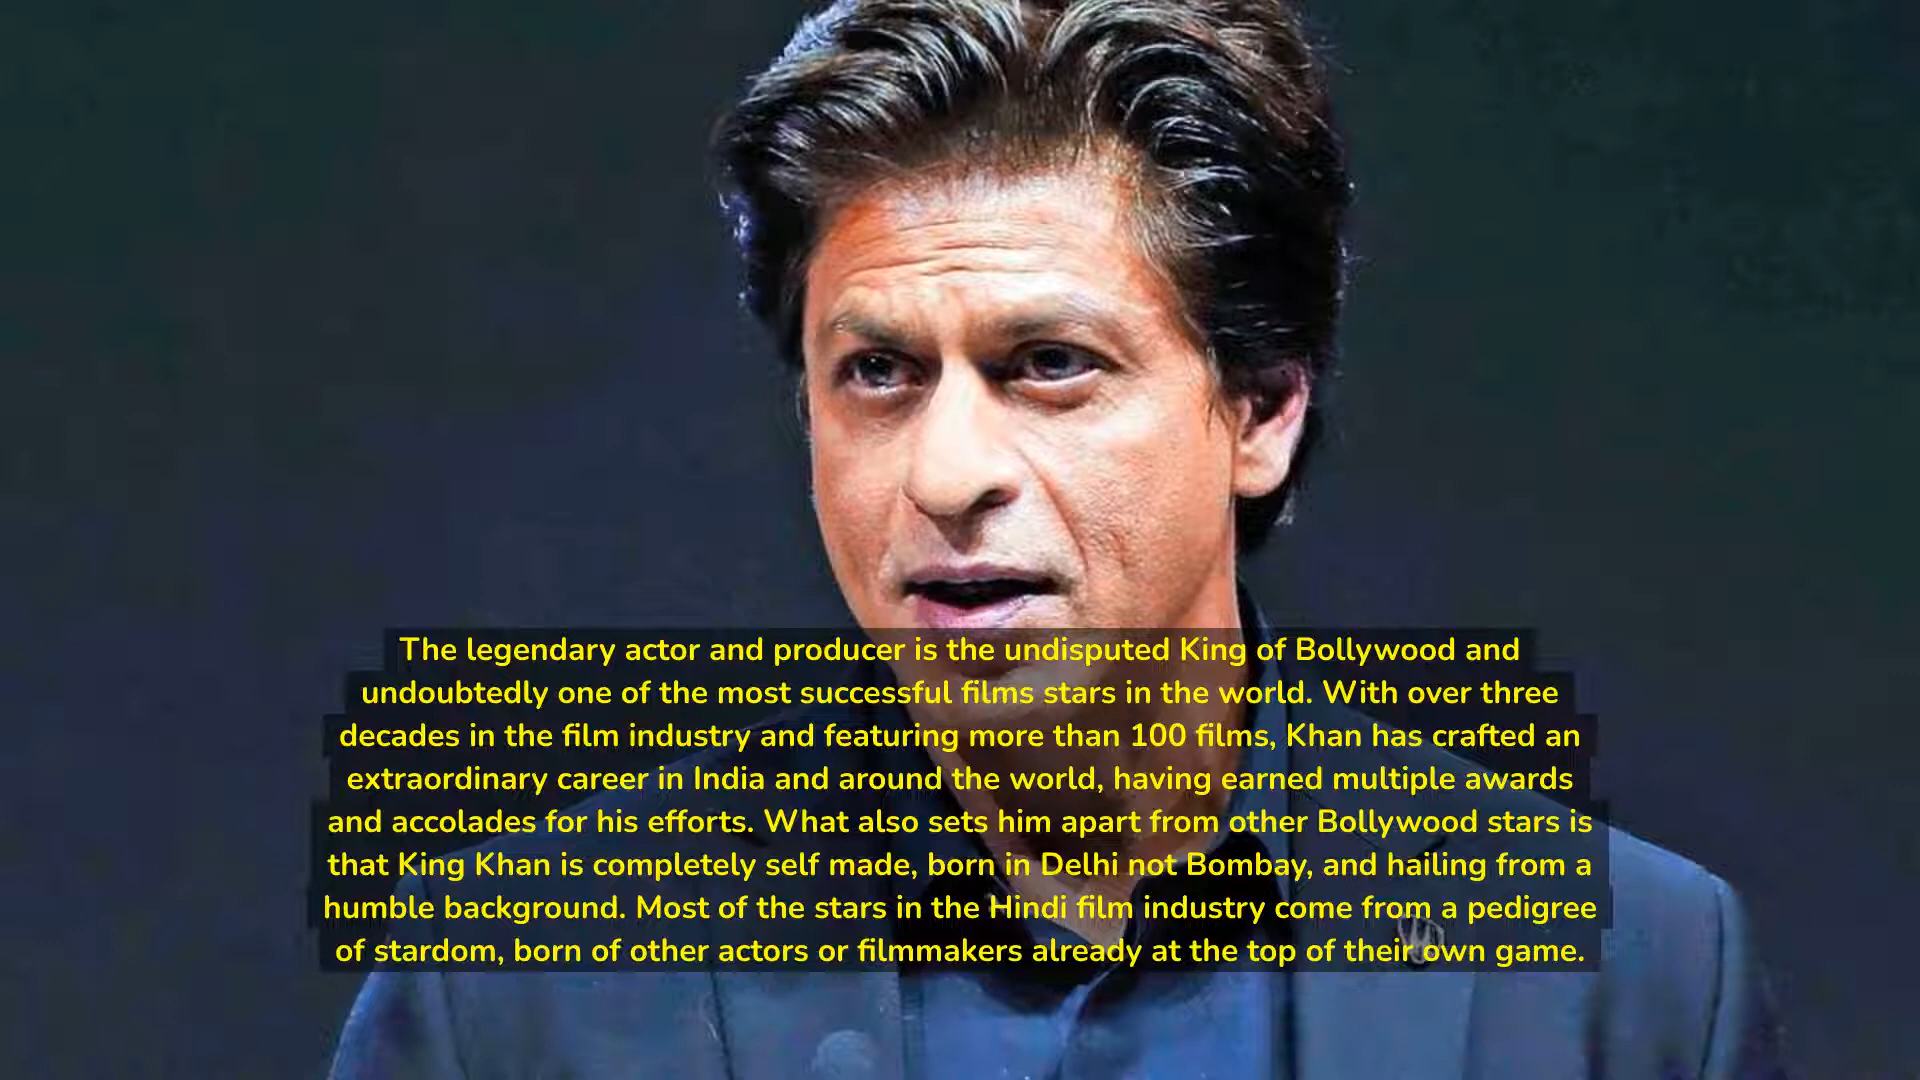 The legendary actor and producer is the undisputed King of Bollywood and
undoubtedly one of the most successful films stars in the world. With over three
decades in the film industry and featuring more than 100 films, Khan has crafted an
extraordinary career in India and around the world, having earned multiple awards
and accolades for his efforts. What also sets him apart from other Bollywood stars is
that King Khan is completely self made, born in Delhi not Bombay, and hailing from a
humble background. Most of the stars in the Hindi film industry come from a pedigree
of stardom, born of other actors or filmmakers already at the top of their own game.